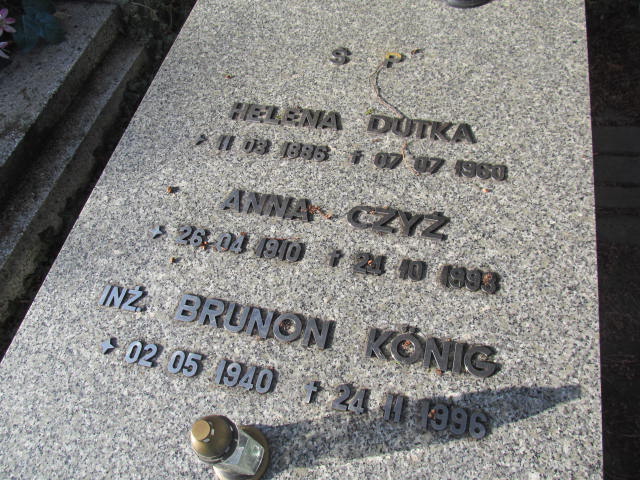 S P
HELENA DUTKA
11 03 1886 † 07 07 1960
ANNA CZYŻ
26 04 1910 † 24 10 1993
INŻ. BRUNON KÖNIG
02 05 1940 † 24 11 1996